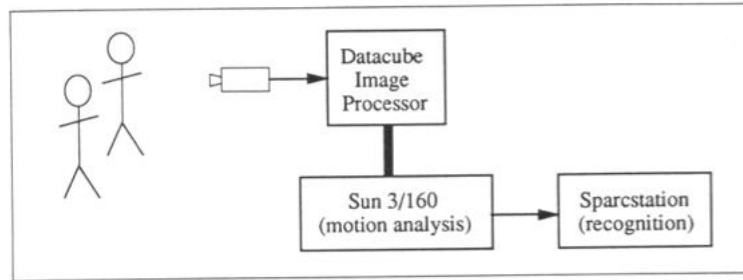 Datacube
Image
Processor
Sun 3/160
(motion analysis)
Sparcstation
(recognition)